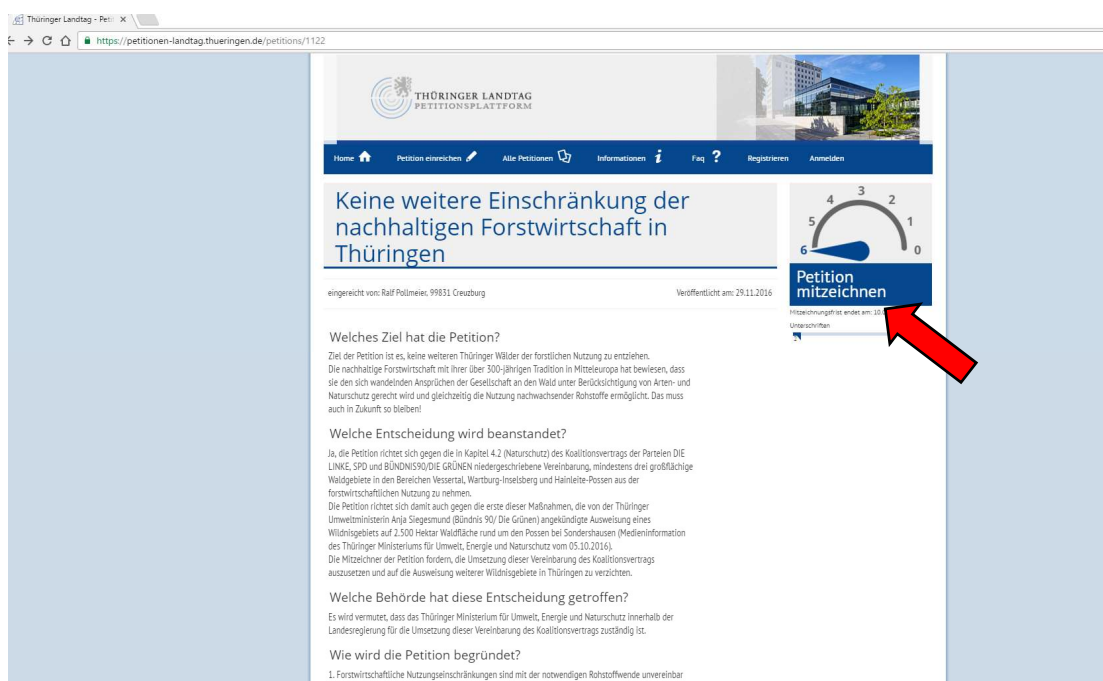 Thüringer Landtag - Peti
https://petitionen-landtag.thueringen.de/petitions/1122
THÜRINGER LANDTAG
PETITIONSPLATTFORM
Home Petition einreichen Alle Petitionen Informationen Faq Registrieren Anmelden
Keine weitere Einschränkung der
nachhaltigen Forstwirtschaft in
Thüringen
6 5 4 3 2 1 0
Petition
mitzeichnen
eingereicht von: Ralf Pollmeier, 99831 Creuzburg
Veröffentlicht am: 29.11.2016
Mitzeichnungsfrist endet am:
Unterschriften
Welches Ziel hat die Petition?
Ziel der Petition ist es, keine weiteren Thüringer Wälder der forstlichen Nutzung zu entziehen.
Die nachhaltige Forstwirtschaft mit ihrer über 300-jährigen Tradition in Mitteleuropa hat bewiesen, dass
sie den sich wandelnden Ansprüchen der Gesellschaft an den Wald unter Berücksichtigung von Arten- und
Naturschutz gerecht wird und gleichzeitig die Nutzung nachwachsender Rohstoffe ermöglicht. Das muss
auch in Zukunft so bleiben!
Welche Entscheidung wird beanstandet?
Ja, die Petition richtet sich gegen die in Kapitel 4.2 (Naturschutz) des Koalitionsvertrags der Parteien DIE
LINKE, SPD und BÜNDNIS90/DIE GRÜNEN niedergeschriebene Vereinbarung, mindestens drei großflächige
Waldgebiete in den Bereichen Vessertal, Wartburg-Inselsberg und Hainleite-Possen aus der
forstwirtschaftlichen Nutzung zu nehmen.
Die Petition richtet sich damit auch gegen die erste dieser Maßnahmen, die von der Thüringer
Umweltministerin Anja Siegesmund (Bündnis 90/ Die Grünen) angekündigte Ausweisung eines
Wildnisgebiets auf 2.500 Hektar Waldfläche rund um den Possen bei Sondershausen (Medieninformation
des Thüringer Ministeriums für Umwelt, Energie und Naturschutz vom 05.10.2016).
Die Mitzeichner der Petition fordern, die Umsetzung dieser Vereinbarung des Koalitionsvertrags
auszusetzen und auf die Ausweisung weiterer Wildnisgebiete in Thüringen zu verzichten.
Welche Behörde hat diese Entscheidung getroffen?
Es wird vermutet, dass das Thüringer Ministerium für Umwelt, Energie und Naturschutz innerhalb der
Landesregierung für die Umsetzung dieser Vereinbarung des Koalitionsvertrags zuständig ist.
Wie wird die Petition begründet?
1. Forstwirtschaftliche Nutzungseinschränkungen sind mit der notwendigen Rohstoffwende unvereinbar